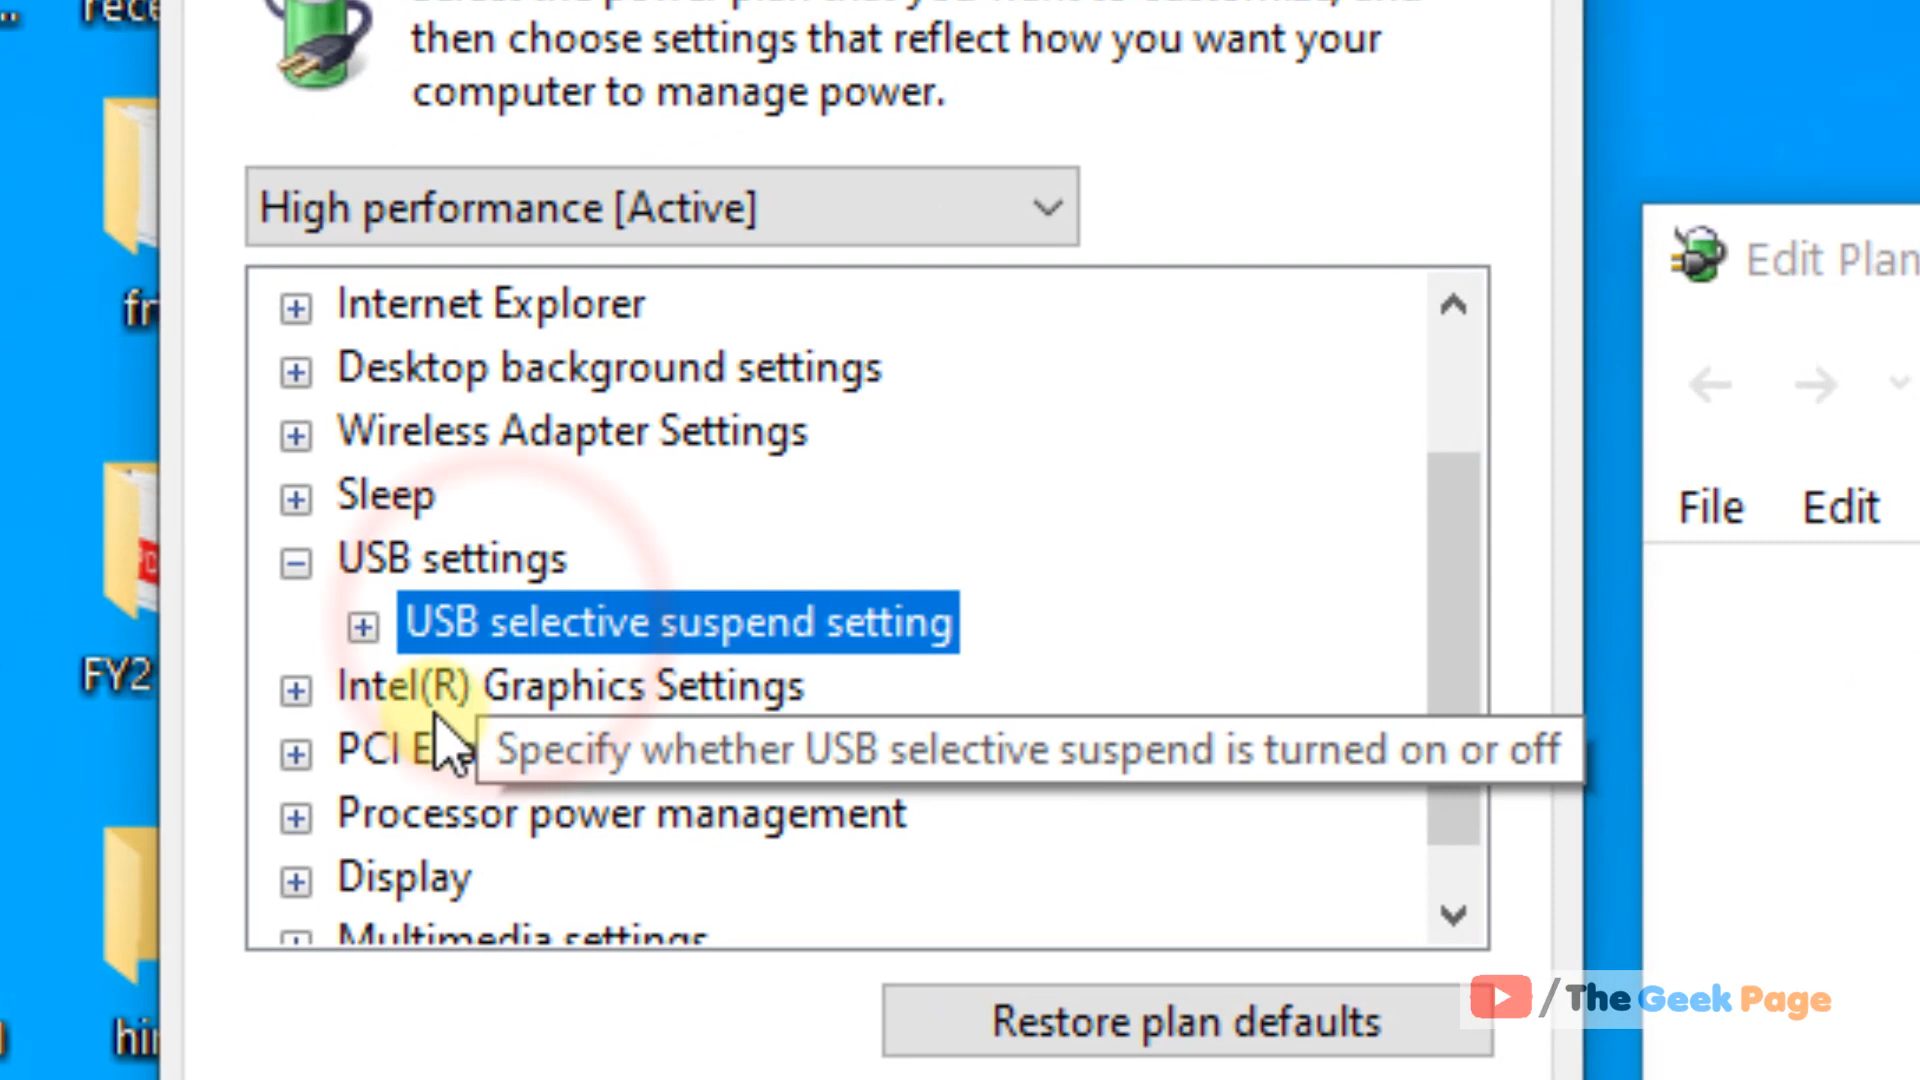 rece
then choose settings that reflect how you want your
computer to manage power.
High performance [Active]
Edit Plan
Internet Explorer
fr
Desktop background settings
Wireless Adapter Settings
Sleep
File Edit
USB settings
USB selective suspend setting
FY2
Intel(R) Graphics Settings
PCI E
Specify whether USB selective suspend is turned on or off
Processor power management
Display
Multimedia settings
Restore plan defaults
/The Geek Page
hir